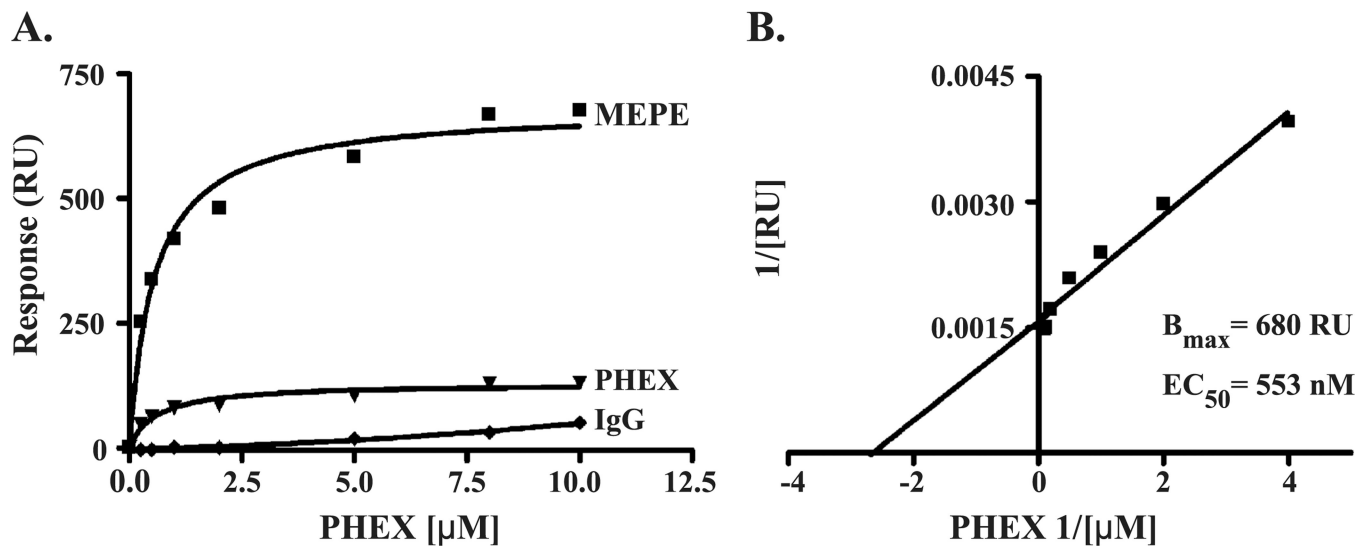 A.
Response (RU)
750
500
250
0
MEPE
PHEX
IgG
0.0 2.5 5.0 7.5 10.0 12.5
PHEX [μM]
B.
1/[RU]
0.0045
0.0030
0.0015
Bmax= 680 RU
EC50= 553 nM
-4 -2 0 2 4
PHEX 1/[μM]